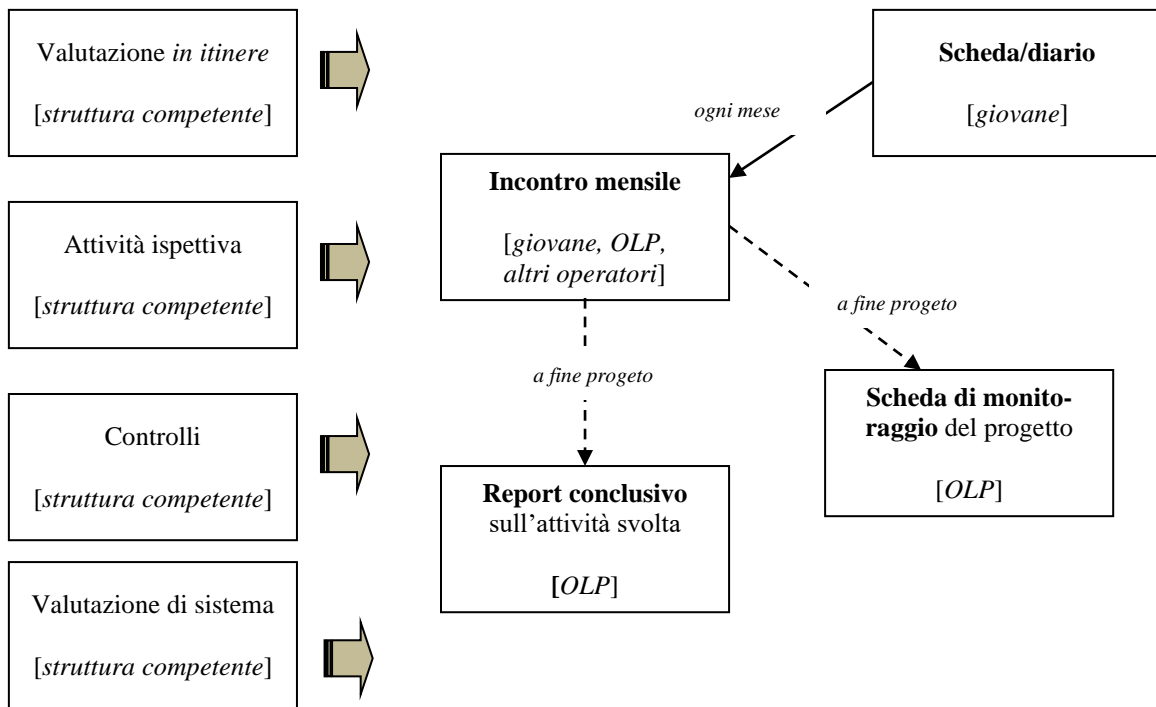 Valutazione in itinere
[struttura competente]
Attività ispettiva
[struttura competente]
Controlli
[struttura competente]
Valutazione di sistema
[struttura competente]
Scheda/diario
[giovane]
ogni mese
Incontro mensile
[giovane, OLP,
altri operatori]
a fine progeto
a fine progeto
Scheda di monito-
raggio del progetto
[OLP]
Report conclusivo
sull’attività svolta
[OLP]